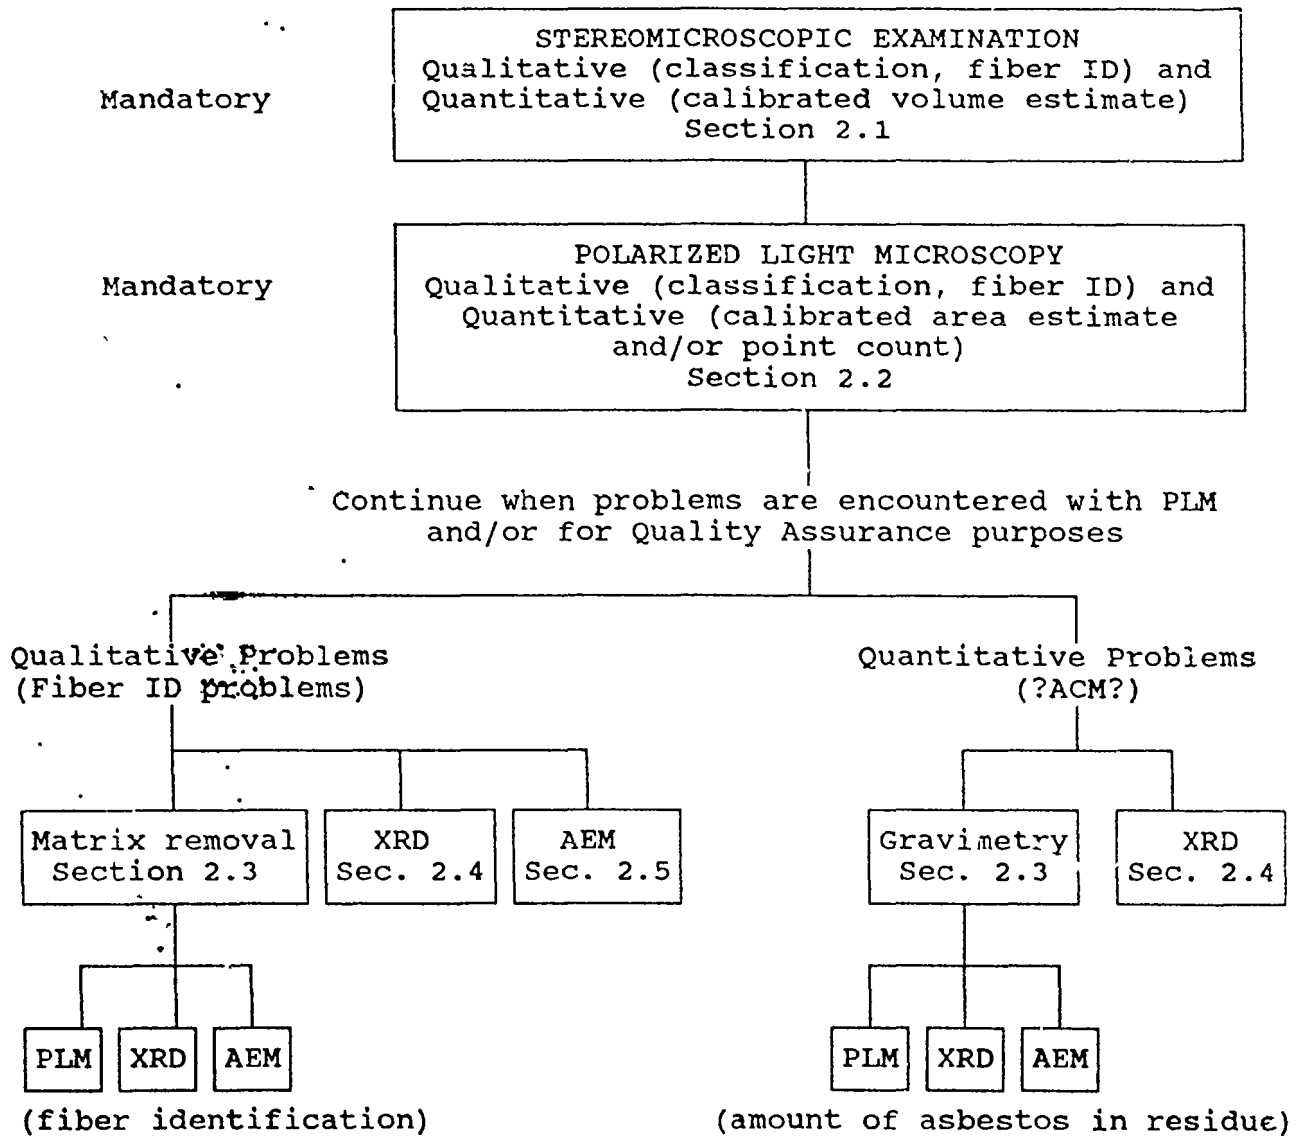 STEREOMICROSCOPIC EXAMINATION
Qualitative (classification, fiber ID) and
Quantitative (calibrated volume estimate)
Section 2.1
Mandatory
POLARIZED LIGHT MICROSCOPY
Qualitative (classification, fiber ID) and
Quantitative (calibrated area estimate
and/or point count)
Section 2.2
Mandatory
Continue when problems are encountered with PLM
and/or for Quality Assurance purposes
Qualitative Problems
(Fiber ID problems)
Quantitative Problems
(?ACM?)
Matrix removal
Section 2.3
XRD
Sec. 2.4
AEM
Sec. 2.5
Gravimetry
Sec. 2.3
XRD
Sec. 2.4
PLM
XRD
AEM
(fiber identification)
PLM
XRD
AEM
(amount of asbestos in residue)